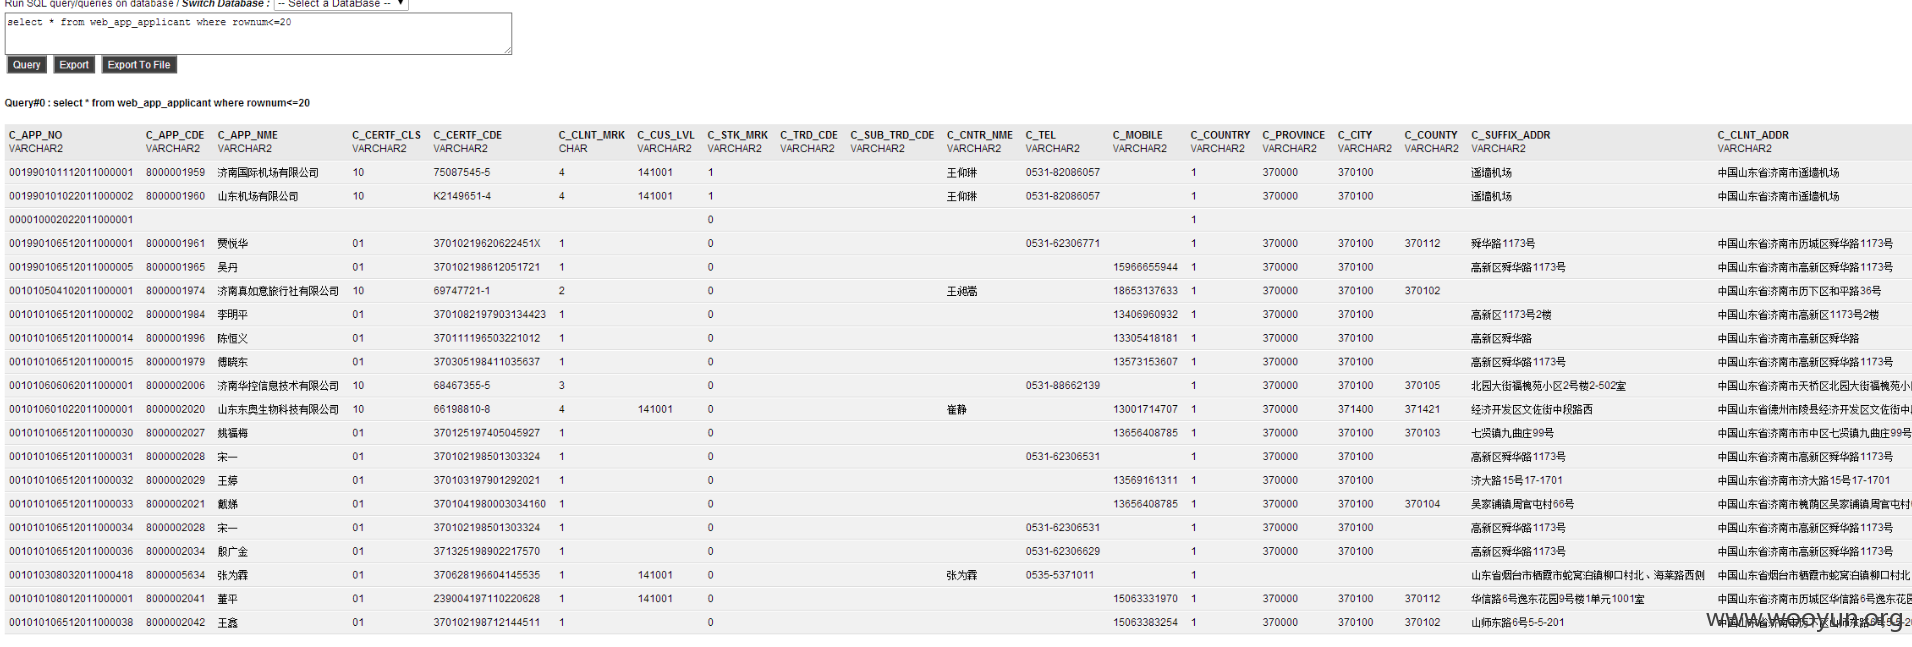 Run SQL query/queries on database / Switch Database : -- Select a DataBase --
select * from web_app_applicant where rownum<=20
Query Export Export To File
Query#0 : select * from web_app_applicant where rownum<=20
C_APP_NO C_APP_CDE C_APP_NME C_CERTF_CLS C_CERTF_CDE C_CLNT_MRK C_CUS_LVL C_STK_MRK C_TRD_CDE C_SUB_TRD_CDE C_CNTR_NME C_TEL C_MOBILE C_COUNTRY C_PROVINCE C_CITY C_COUNTY C_SUFFIX_ADDR C_CLNT_ADDR
VARCHAR2 VARCHAR2 VARCHAR2 VARCHAR2 VARCHAR2 CHAR VARCHAR2 VARCHAR2 VARCHAR2 VARCHAR2 VARCHAR2 VARCHAR2 VARCHAR2 VARCHAR2 VARCHAR2 VARCHAR2 VARCHAR2 VARCHAR2 VARCHAR2
001990101112011000001 8000001959 济南国际机场有限公司 10 75087545-5 4 141001 1 王仰琳 0531-82086057 1 370000 370100 遥墙机场 中国山东省济南市遥墙机场
001990101022011000002 8000001960 山东机场有限公司 10 K2149651-4 4 141001 1 王仰琳 0531-82086057 1 370000 370100 遥墙机场 中国山东省济南市遥墙机场
000010002022011000001 0 1
001990106512011000001 8000001961 贾悦华 01 37010219620622451X 1 0 0531-62306771 1 370000 370100 370112 舜华路1173号 中国山东省济南市历城区舜华路1173号
001990106512011000005 8000001965 吴丹 01 370102198612051721 1 0 15966655944 1 370000 370100 高新区舜华路1173号 中国山东省济南市高新区舜华路1173号
001010504102011000001 8000001974 济南真如意旅行社有限公司 10 69747721-1 2 0 王昶嵩 18653137633 1 370000 370100 370102 中国山东省济南市历下区和平路36号
001010106512011000002 8000001984 李明平 01 3701082197903134423 1 0 13406960932 1 370000 370100 高新区1173号2楼 中国山东省济南市高新区1173号2楼
001010106512011000014 8000001996 陈恒义 01 370111196503221012 1 0 13305418181 1 370000 370100 高新区舜华路 中国山东省济南市高新区舜华路
001010106512011000015 8000001979 傅晓东 01 370305198411035637 1 0 13573153607 1 370000 370100 高新区舜华路1173号 中国山东省济南市高新区舜华路1173号
001010606062011000001 8000002006 济南华控信息技术有限公司 10 68467355-5 3 0 0531-88662139 1 370000 370100 370105 北园大街福槐苑小区2号楼2-502室 中国山东省济南市天桥区北园大街福槐苑小
001010601022011000001 8000002020 山东东奥生物科技有限公司 10 66198810-8 4 141001 0 崔静 13001714707 1 370000 371400 371421 经济开发区文佐街中段路西 中国山东省德州市陵县经济开发区文佐街中
001010106512011000030 8000002027 姚福梅 01 370125197405045927 1 0 13656408785 1 370000 370100 370103 七贤镇九曲庄99号 中国山东省济南市市中区七贤镇九曲庄99号
001010106512011000031 8000002028 宋一 01 370102198501303324 1 0 0531-62306531 1 370000 370100 高新区舜华路1173号 中国山东省济南市高新区舜华路1173号
001010106512011000032 8000002029 王婷 01 370103197901292021 1 0 13569161311 1 370000 370100 济大路15号17-1701 中国山东省济南市济大路15号17-1701
001010106512011000033 8000002021 戴娣 01 3701041980003034160 1 0 13656408785 1 370000 370100 370104 吴家铺镇周官屯村66号 中国山东省济南市槐荫区吴家铺镇周官屯村
001010106512011000034 8000002028 宋一 01 370102198501303324 1 0 0531-62306531 1 370000 370100 高新区舜华路1173号 中国山东省济南市高新区舜华路1173号
001010106512011000036 8000002034 殷广金 01 371325198902217570 1 0 0531-62306629 1 370000 370100 高新区舜华路1173号 中国山东省济南市高新区舜华路1173号
001010308032011000418 8000005634 张为霖 01 370628196604145535 1 141001 0 张为霖 0535-5371011 1 山东省烟台市栖霞市蛇窝泊镇柳口村北、海莱路西侧 中国山东省烟台市栖霞市蛇窝泊镇柳口村北
001010108012011000001 8000002041 董平 01 239004197110220628 1 141001 0 15063331970 1 370000 370100 370112 华信路6号逸东花园9号楼1单元1001室 中国山东省济南市历城区华信路6号逸东花园
001010106512011000038 8000002042 王鑫 01 370102198712144511 1 0 15063383254 1 370000 370100 370102 山师东路6号5-5-201 中国山东省济南市历下区山师东路6号5-5-20
www.wooyun.org